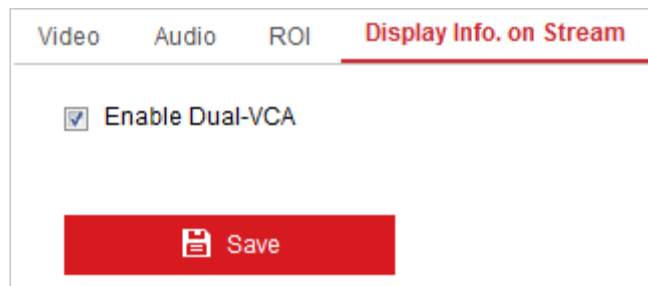 Video Audio ROI Display Info. on Stream
Enable Dual-VCA
Save